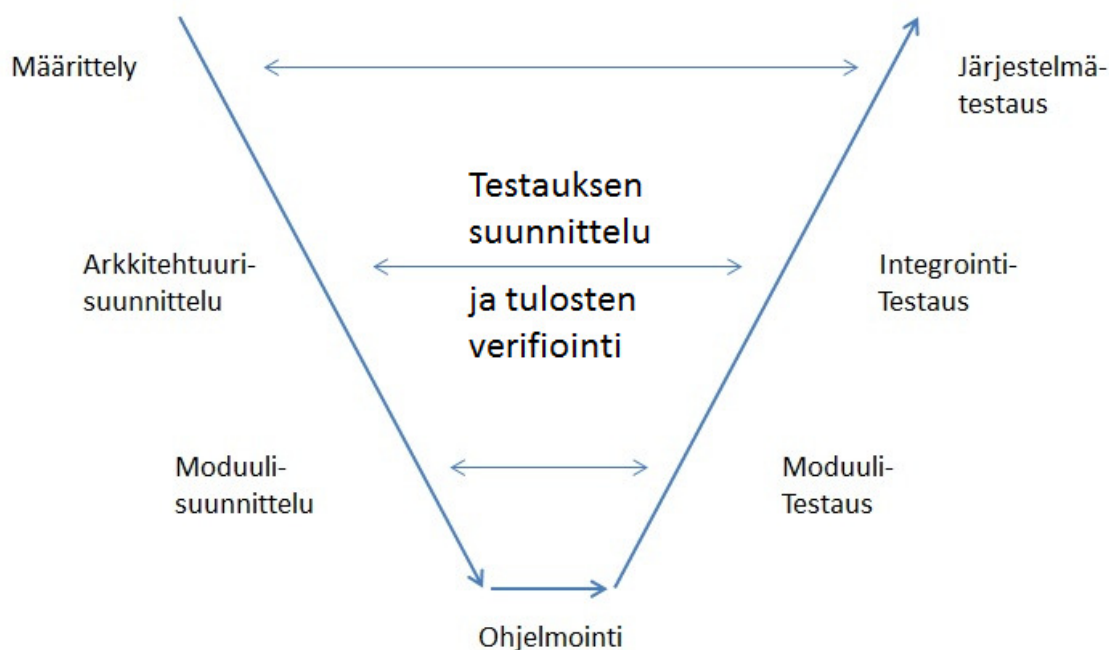 Määrittely
Järjestelmä-
testaus
Testauksen
suunnittelu
Arkkitehtuuri-
suunnittelu
Integrointi-
Testaus
ja tulosten
verifiointi
Moduuli-
suunnittelu
Moduuli-
Testaus
Ohjelmointi